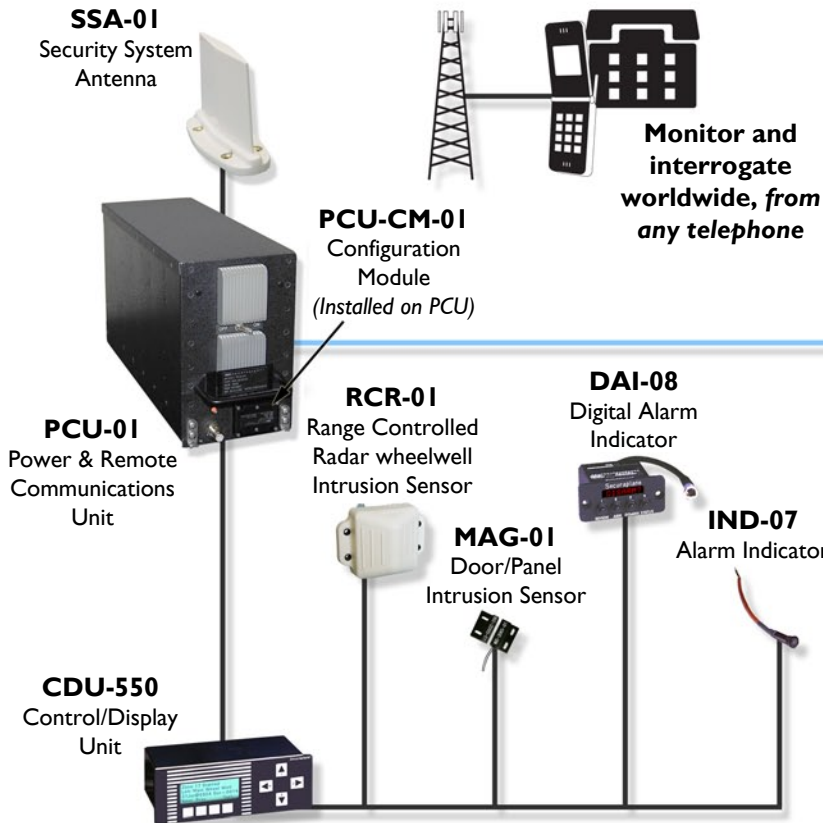 SSA-01
Security System
Antenna
Monitor and
interrogate
worldwide, from
any telephone
PCU-CM-01
Configuration
Module
(Installed on PCU)
PCU-01
Power & Remote
Communications
Unit
RCR-01
Range Controlled
Radar wheelwell
Intrusion Sensor
DAI-08
Digital Alarm
Indicator
Securaplane
MAG-01
Door/Panel
Intrusion Sensor
IND-07
Alarm Indicator
CDU-550
Control/Display
Unit